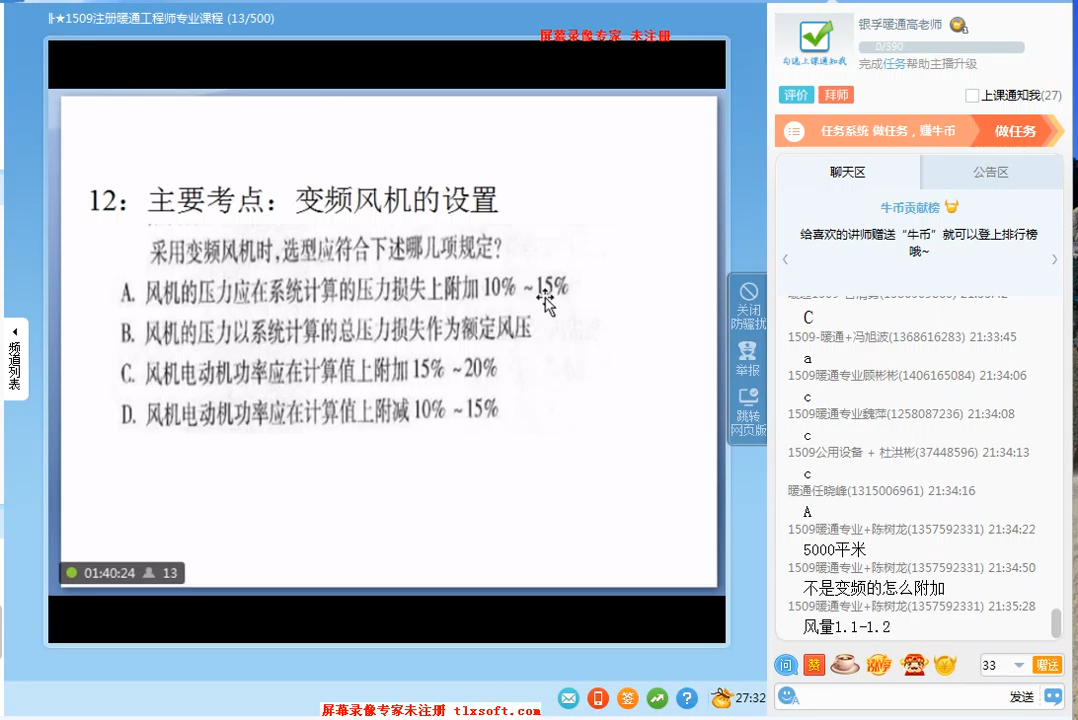 ╟★1509注册暖通工程师专业课程 (13/500)
屏幕录像专家 未注册
12：主要考点：变频风机的设置
采用变频风机时,选型应符合下述哪几项规定?
A. 风机的压力应在系统计算的压力损失上附加 10% ~15%
B. 风机的压力以系统计算的总压力损失作为额定风压
C. 风机电动机功率应在计算值上附加 15% ~20%
D. 风机电动机功率应在计算值上附减 10% ~15%
01:40:24 13
频道列表
关闭
防骚扰
举报
跳转
网页版
27:32
屏幕录像专家未注册 tlxsoft.com
勾选上课通知我
银孚暖通高老师
0/390
完成任务帮助主播升级
评价 拜师
上课通知我(27)
任务系统 做任务，赚牛币 做任务
聊天区 公告区
牛币贡献榜
给喜欢的讲师赠送“牛币”就可以登上排行榜
哦~
C
1509-暖通+冯旭波(1368616283) 21:33:45
a
1509暖通专业顾彬彬(1406165084) 21:34:06
c
1509暖通专业魏萍(1258087236) 21:34:08
c
1509公用设备 + 杜洪彬(37448596) 21:34:13
c
暖通任晓峰(1315006961) 21:34:16
A
1509暖通专业+陈树龙(1357592331) 21:34:22
5000平米
1509暖通专业+陈树龙(1357592331) 21:34:50
不是变频的怎么附加
1509暖通专业+陈树龙(1357592331) 21:35:28
风量1.1-1.2
问 赞 33 赠送
发送